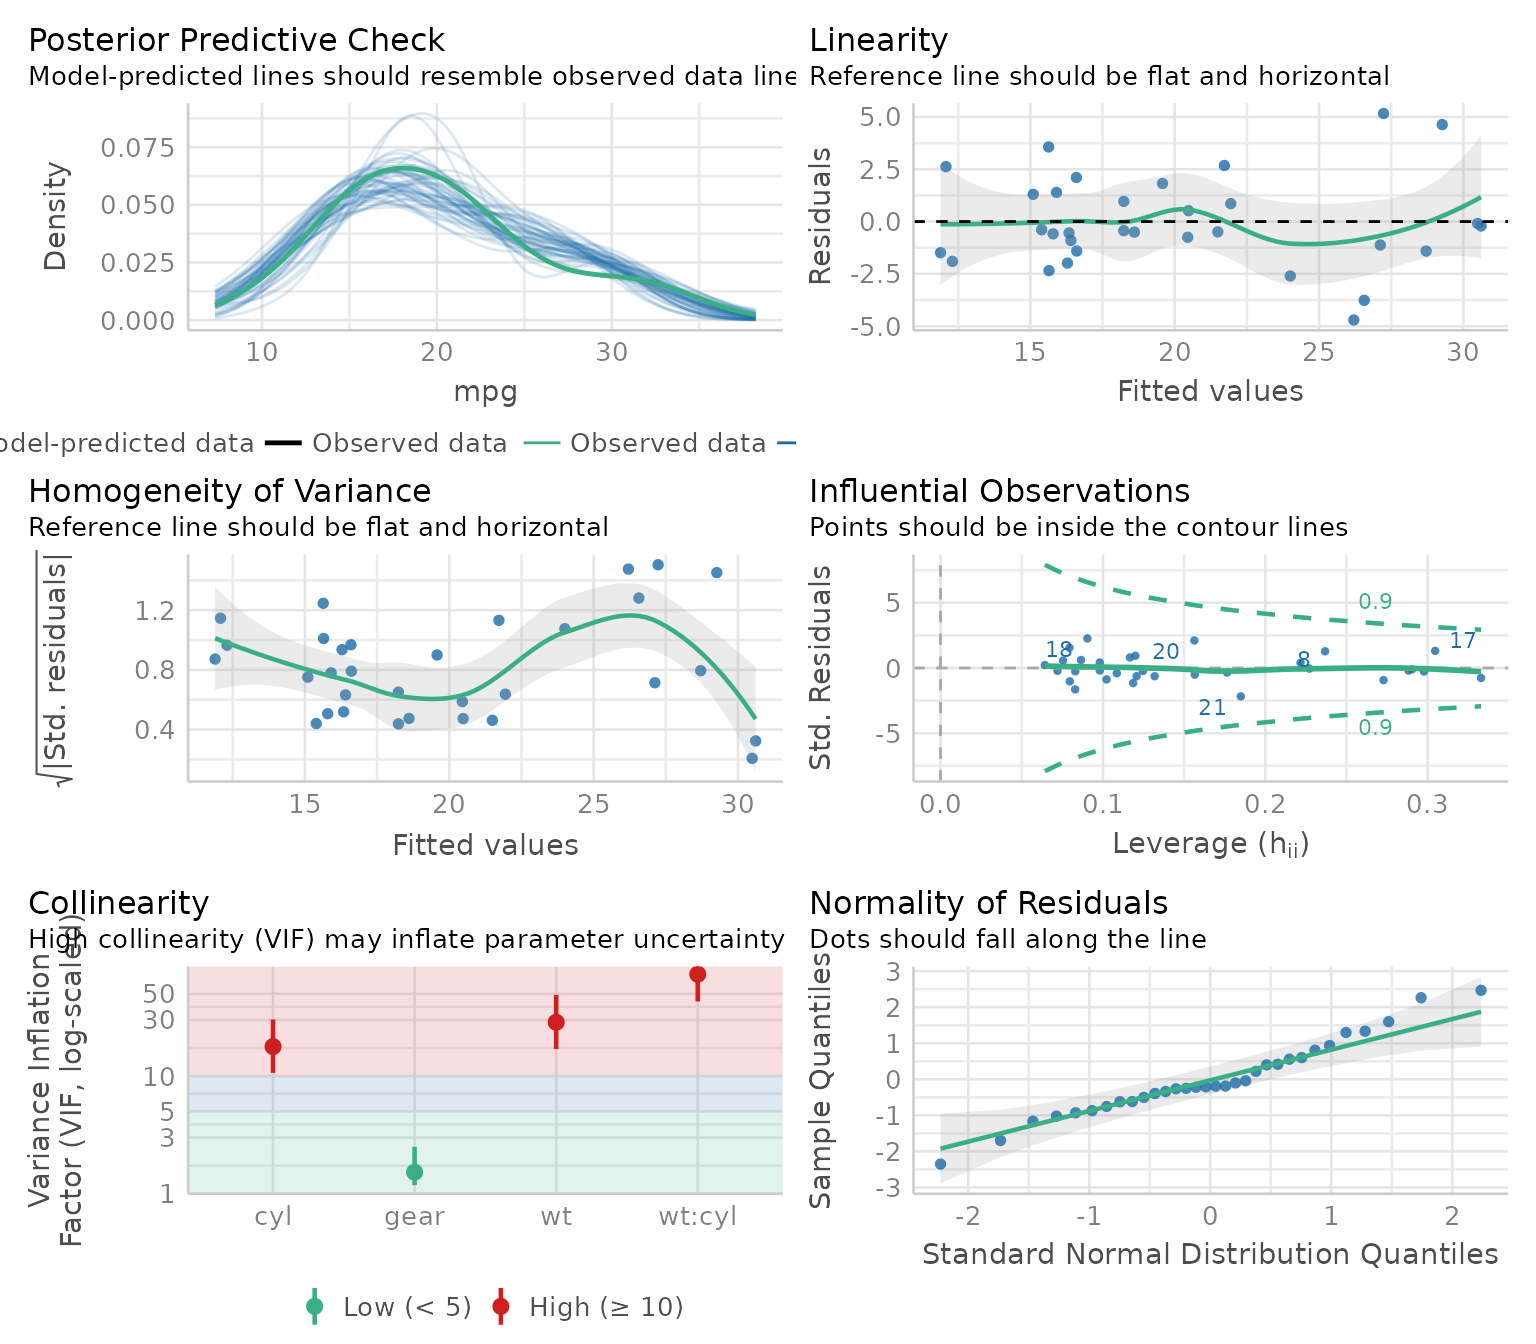 Posterior Predictive Check
Model-predicted lines should resemble observed data line
Density
0.075
0.050
0.025
0.000
10 20 30
mpg
odel-predicted data Observed data Observed data
Linearity
Reference line should be flat and horizontal
Residuals
5.0
2.5
0.0
-2.5
-5.0
15 20 25 30
Fitted values
Homogeneity of Variance
Reference line should be flat and horizontal
√|Std. residuals|
1.2
0.8
0.4
15 20 25 30
Fitted values
Influential Observations
Points should be inside the contour lines
Std. Residuals
5
0
-5
0.9
18 20 8 17
21
0.9
0.0 0.1 0.2 0.3
Leverage (hii)
Collinearity
High collinearity (VIF) may inflate parameter uncertainty
Variance Inflation
Factor (VIF, log-scaled)
50
30
10
5
3
1
cyl gear wt wt:cyl
Low (< 5) High (≥ 10)
Normality of Residuals
Dots should fall along the line
Sample Quantiles
3
2
1
0
-1
-2
-3
-2 -1 0 1 2
Standard Normal Distribution Quantiles